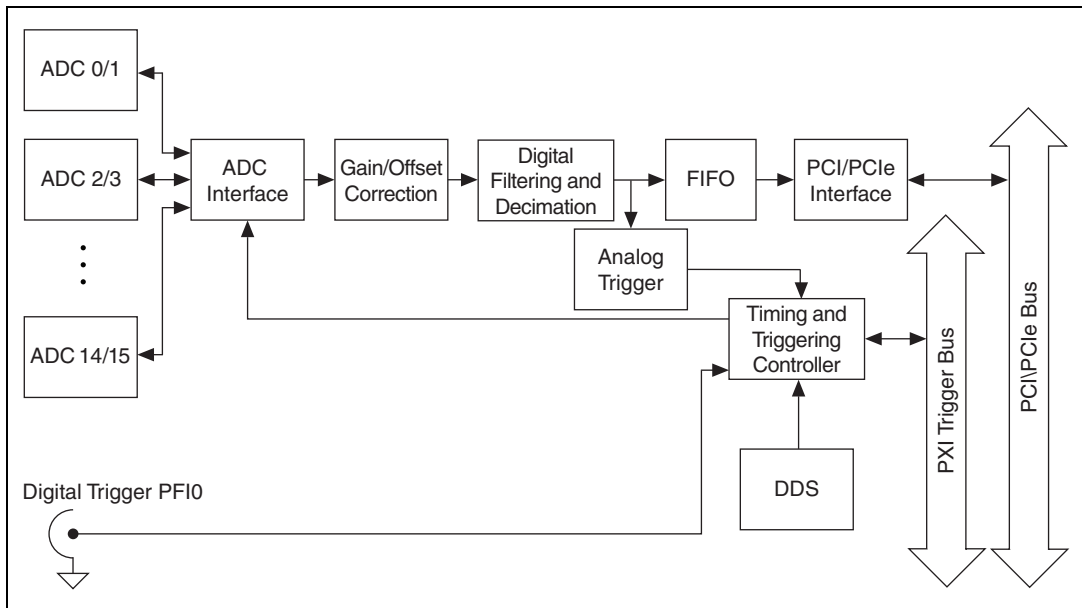 ADC 0/1
ADC 2/3
ADC 14/15
ADC
Interface
Gain/Offset
Correction
Digital
Filtering and
Decimation
FIFO
PCI/PCIe
Interface
Analog
Trigger
Timing and
Triggering
Controller
DDS
Digital Trigger PFI0
PXI Trigger Bus
PCI\PCIe Bus